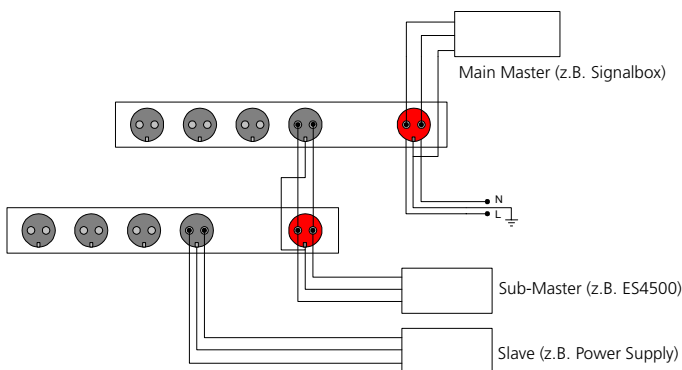 Main Master (z.B. Signalbox)
N
L
Sub-Master (z.B. ES4500)
Slave (z.B. Power Supply)